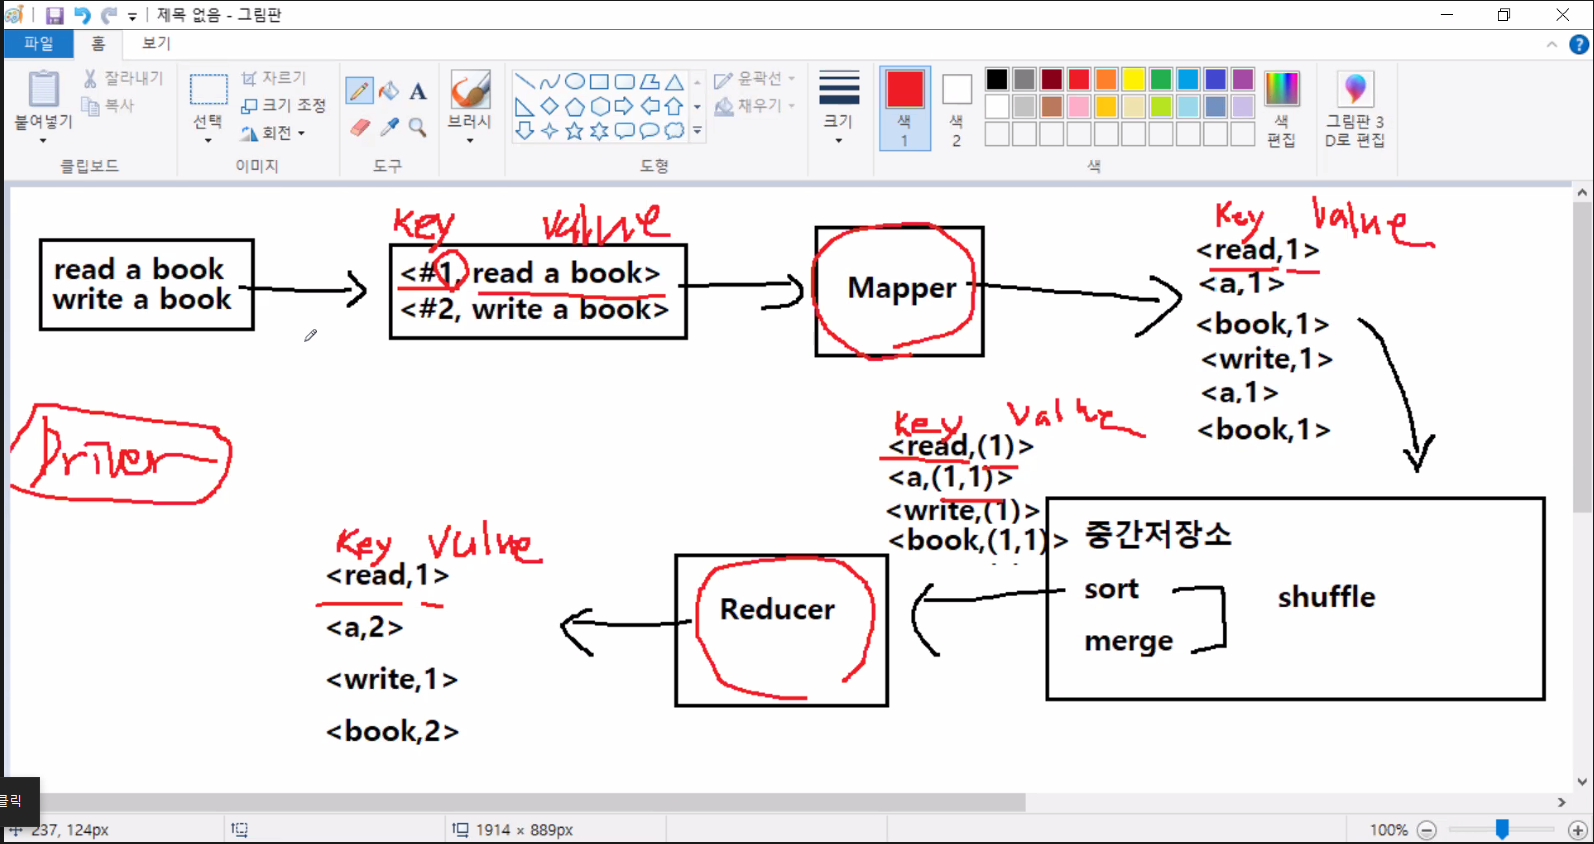 제목 없음 - 그림판
파일 홈 보기
붙여넣기
잘라내기
복사
클립보드
선택
자르기
크기 조정
회전
이미지
A
도구
브러시
윤곽선
채우기
도형
크기
색
1
색
2
색
편집
그림판 3
D로 편집
색
read a book
write a book
Key value
<#1, read a book>
<#2, write a book>
Mapper
Key Value
<read,1>
<a,1>
<book,1>
<write,1>
<a,1>
<book,1>
Driver
Key Value
<read,(1)>
<a,(1,1)>
<write,(1)>
<book,(1,1)>
중간저장소
sort
merge
shuffle
Reducer
Key Value
<read,1>
<a,2>
<write,1>
<book,2>
클릭
237, 124px
1914 × 889px
100%